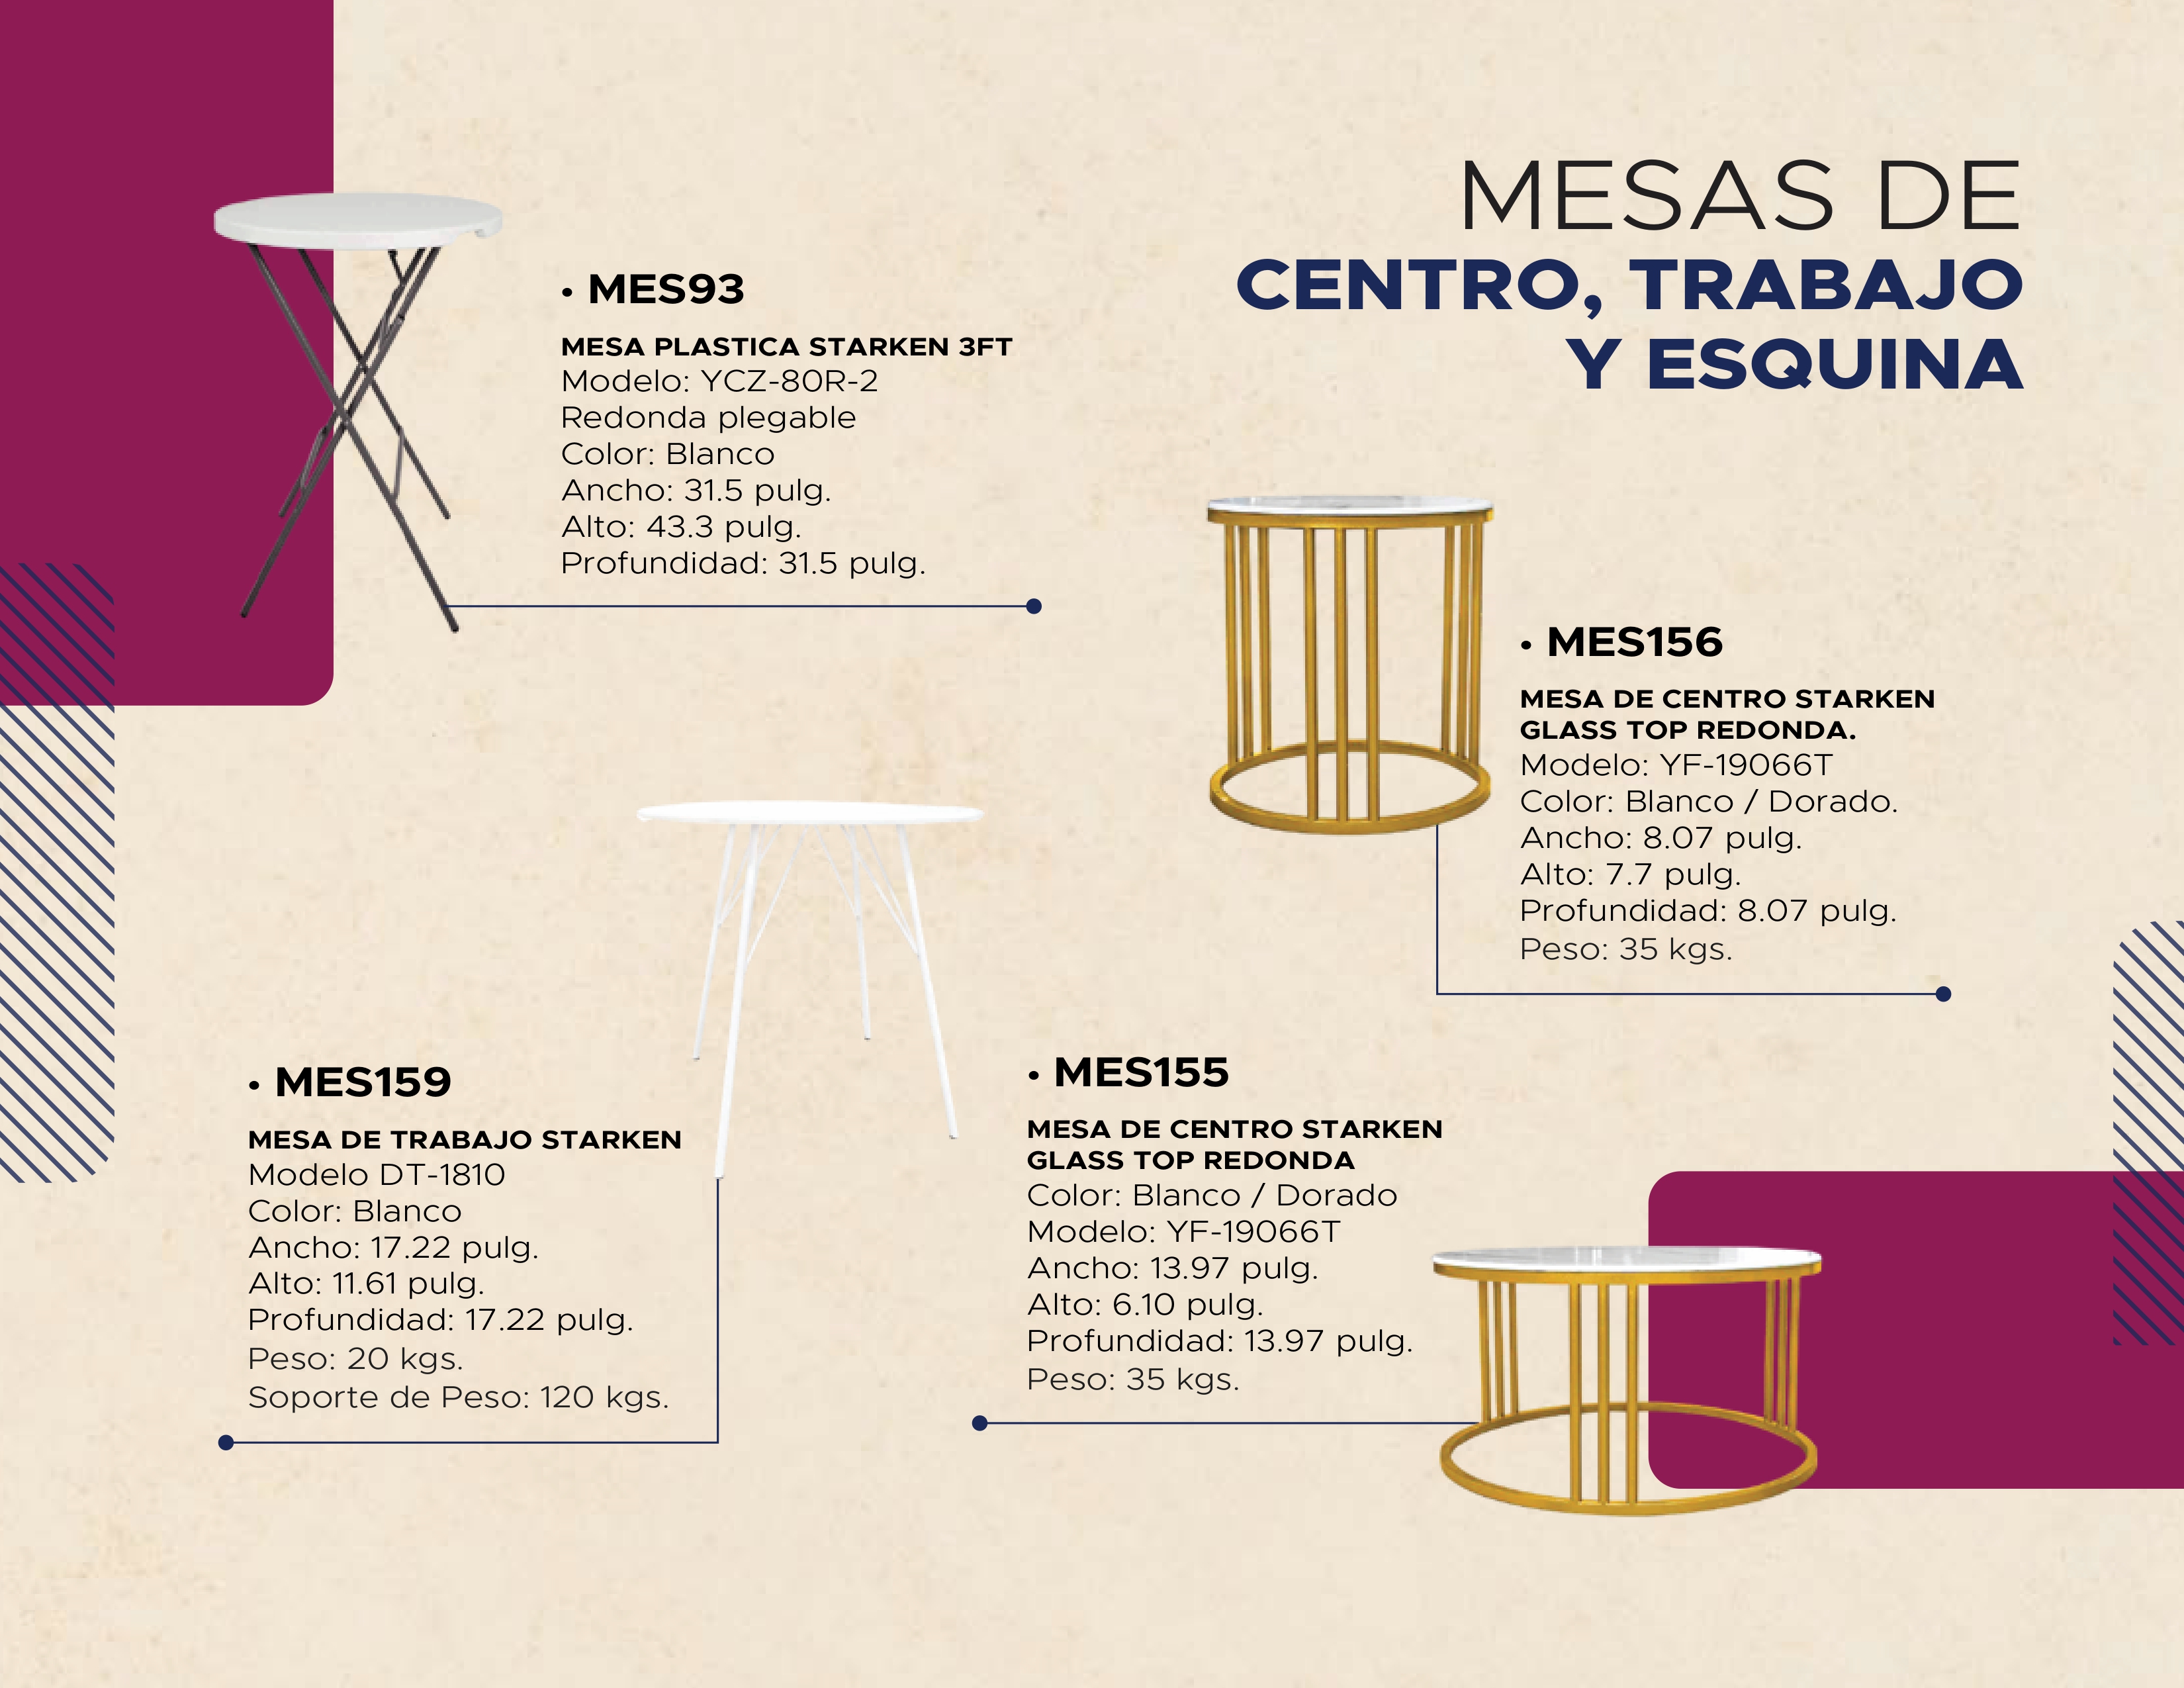 MESAS DE
CENTRO, TRABAJO
Y ESQUINA
• MES93
MESA PLASTICA STARKEN 3FT
Modelo: YCZ-80R-2
Redonda plegable
Color: Blanco
Ancho: 31.5 pulg.
Alto: 43.3 pulg.
Profundidad: 31.5 pulg.
• MES156
MESA DE CENTRO STARKEN
GLASS TOP REDONDA.
Modelo: YF-19066T
Color: Blanco / Dorado.
Ancho: 8.07 pulg.
Alto: 7.7 pulg.
Profundidad: 8.07 pulg.
Peso: 35 kgs.
• MES159
MESA DE TRABAJO STARKEN
Modelo DT-1810
Color: Blanco
Ancho: 17.22 pulg.
Alto: 11.61 pulg.
Profundidad: 17.22 pulg.
Peso: 20 kgs.
Soporte de Peso: 120 kgs.
• MES155
MESA DE CENTRO STARKEN
GLASS TOP REDONDA
Color: Blanco / Dorado
Modelo: YF-19066T
Ancho: 13.97 pulg.
Alto: 6.10 pulg.
Profundidad: 13.97 pulg.
Peso: 35 kgs.